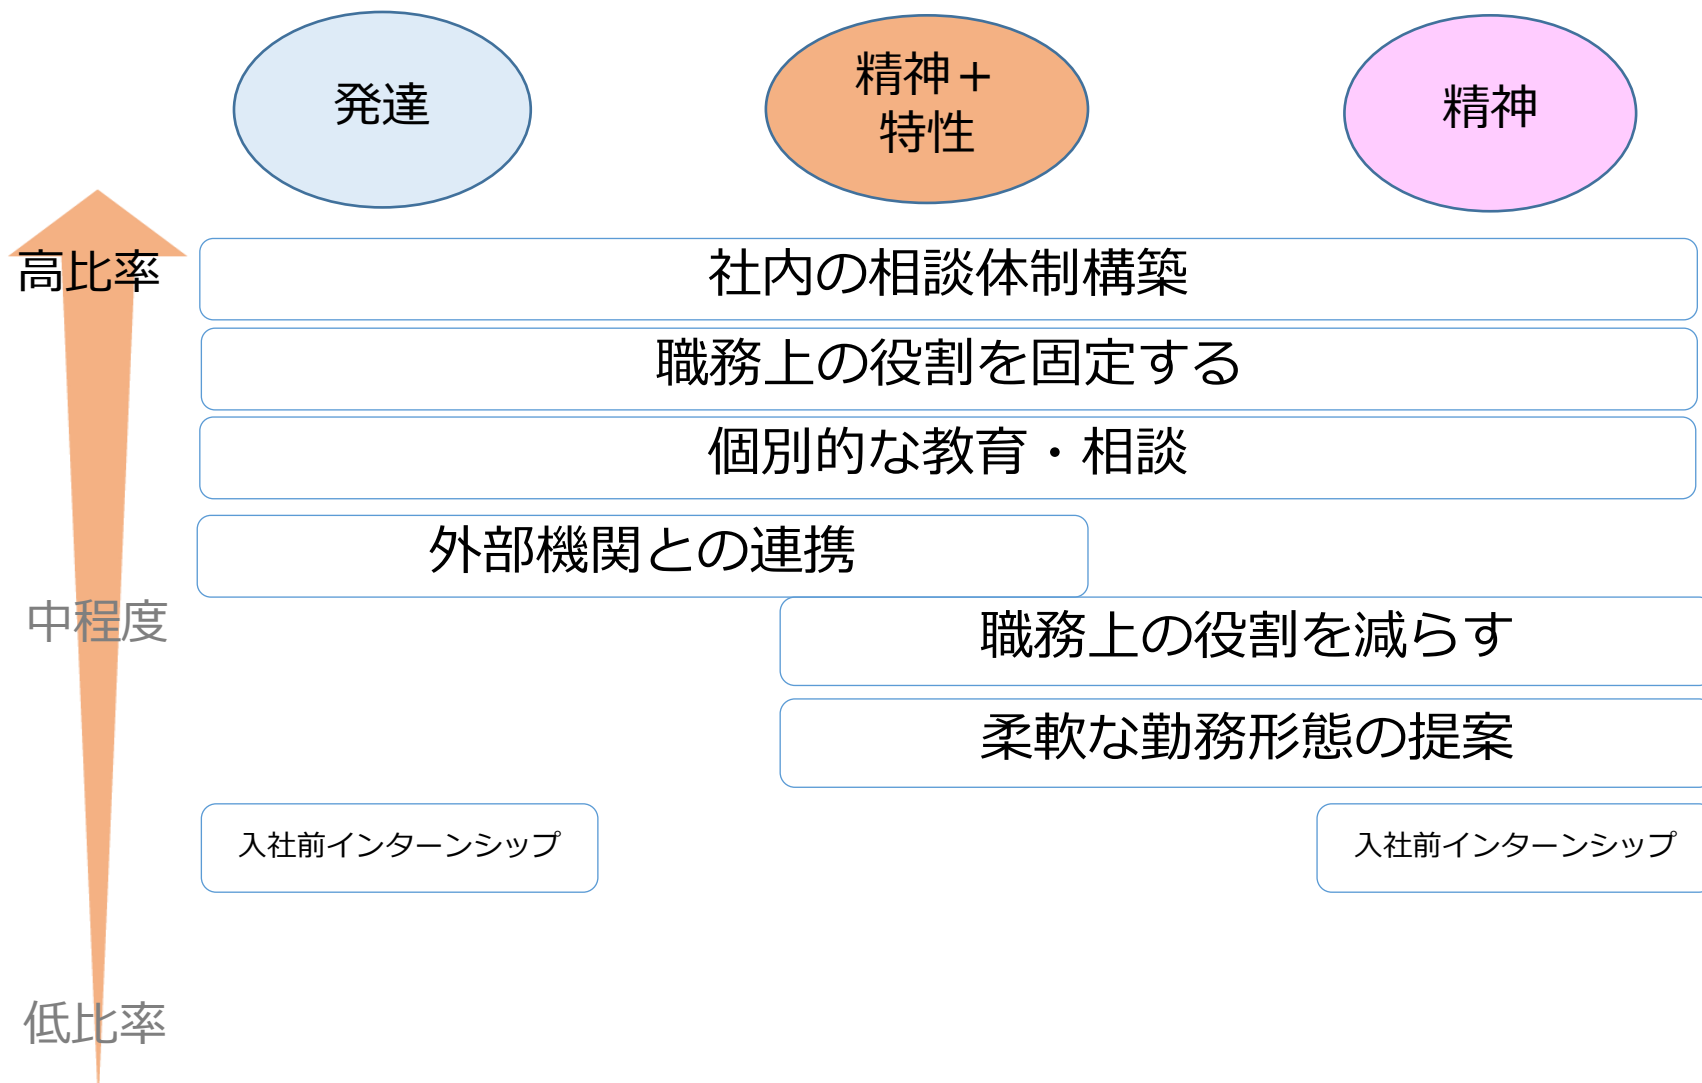 発達
精神＋
特性
精神
高比率
社内の相談体制構築
職務上の役割を固定する
個別的な教育・相談
外部機関との連携
中程度
職務上の役割を減らす
柔軟な勤務形態の提案
入社前インターンシップ
入社前インターンシップ
低比率